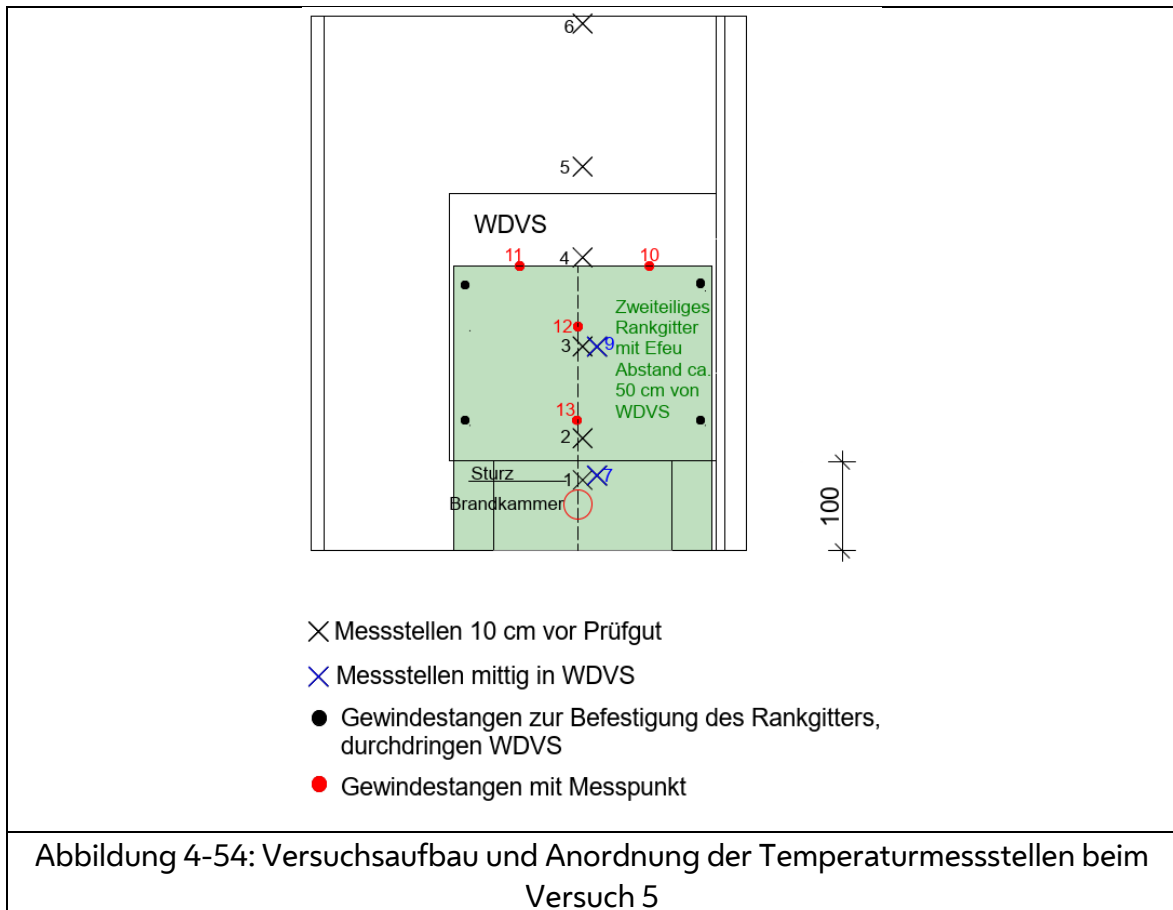 6
5
WDVS
11
4
10
Zweiteiliges
Rankgitter
mit Efeu
Abstand ca.
50 cm von
WDVS
12
3
9
13
2
Sturz
1
7
Brandkammer
100
Messstellen 10 cm vor Prüfgut
Messstellen mittig in WDVS
Gewindestangen zur Befestigung des Rankgitters,
durchdringen WDVS
Gewindestangen mit Messpunkt
Abbildung 4-54: Versuchsaufbau und Anordnung der Temperaturmessstellen beim
Versuch 5